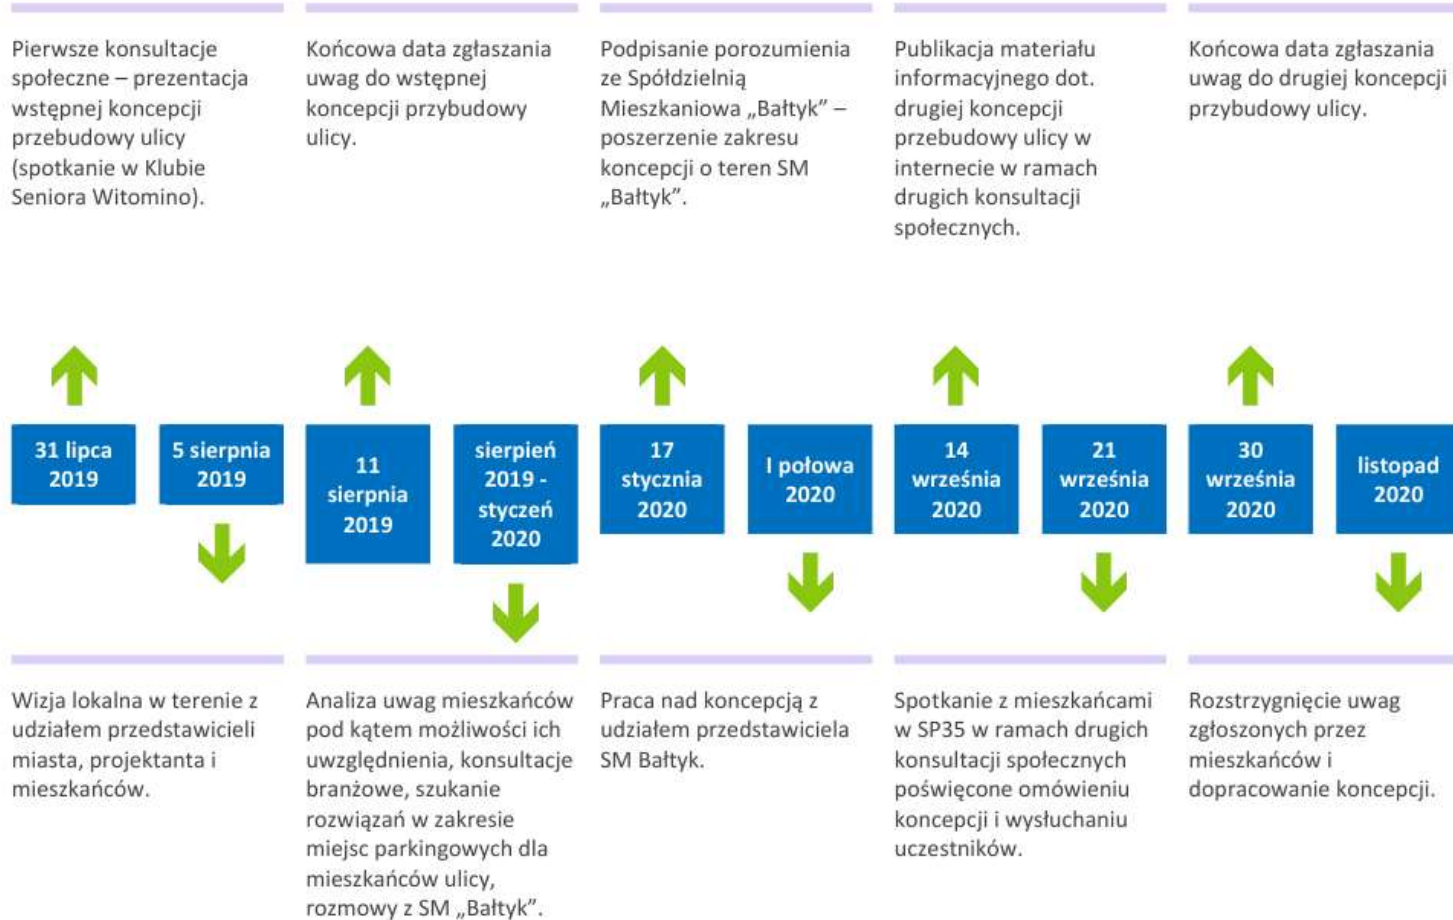 Pierwsze konsultacje
społeczne – prezentacja
wstępnej koncepcji
przebudowy ulicy
(spotkanie w Klubie
Seniora Witomino).
Końcowa data zgłaszania
uwag do wstępnej
koncepcji przybudowy
ulicy.
Podpisanie porozumienia
ze Spółdzielnią
Mieszkaniowa „Bałtyk” –
poszerzenie zakresu
koncepcji o teren SM
„Bałtyk”.
Publikacja materiału
informacyjnego dot.
drugiej koncepcji
przebudowy ulicy w
internecie w ramach
drugich konsultacji
społecznych.
Końcowa data zgłaszania
uwag do drugiej koncepcji
przybudowy ulicy.
31 lipca
2019
5 sierpnia
2019
11
sierpnia
2019
sierpień
2019 -
styczeń
2020
17
stycznia
2020
I połowa
2020
14
września
2020
21
września
2020
30
września
2020
listopad
2020
Wizja lokalna w terenie z
udziałem przedstawicieli
miasta, projektanta i
mieszkańców.
Analiza uwag mieszkańców
pod kątem możliwości ich
uwzględnienia, konsultacje
branżowe, szukanie
rozwiązań w zakresie
miejsc parkingowych dla
mieszkańców ulicy,
rozmowy z SM „Bałtyk”.
Praca nad koncepcją z
udziałem przedstawiciela
SM Bałtyk.
Spotkanie z mieszkańcami
w SP35 w ramach drugich
konsultacji społecznych
poświęcone omówieniu
koncepcji i wysłuchaniu
uczestników.
Rozstrzygnięcie uwag
zgłoszonych przez
mieszkańców i
dopracowanie koncepcji.